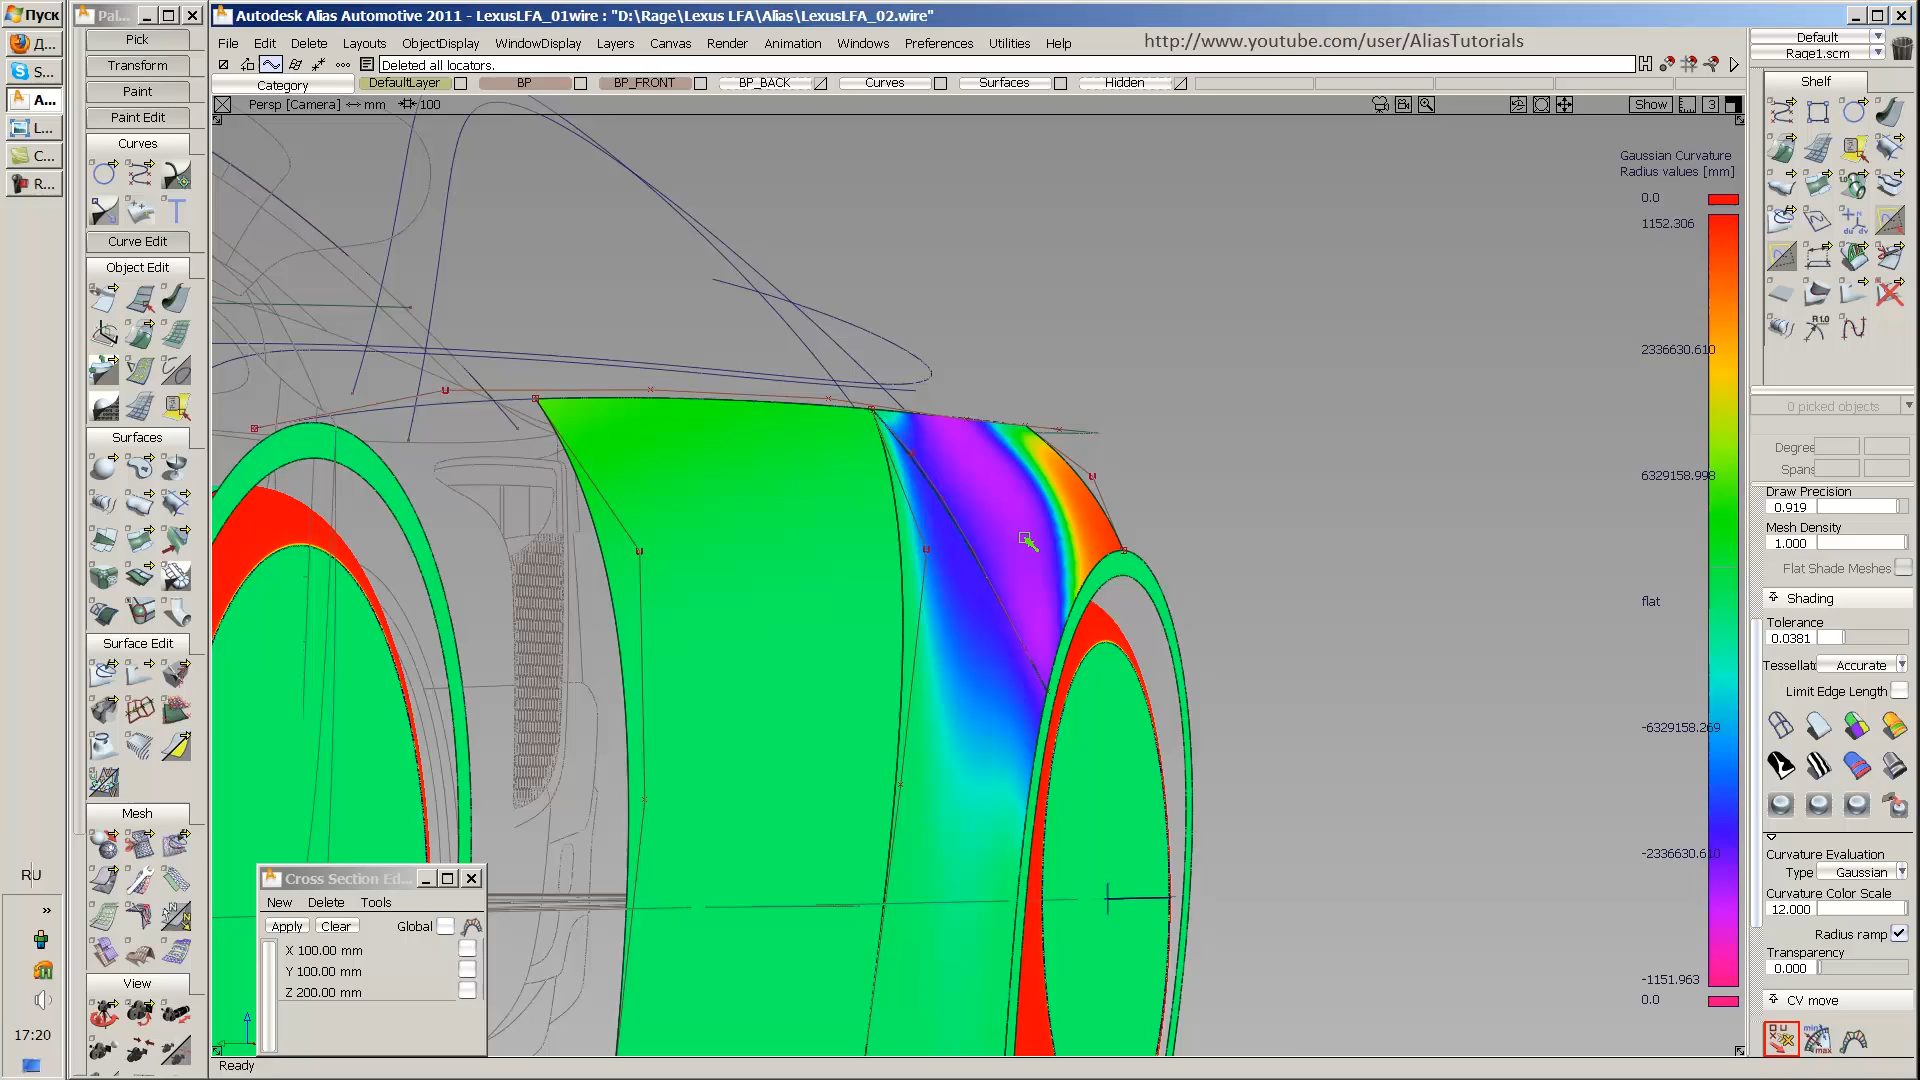 Пуск
Д...
S...
A...
L...
C...
R...
RU
»
17:20
Pal...
Pick
Transform
Paint
Paint Edit
Curves
Curve Edit
Object Edit
Surfaces
Surface Edit
Mesh
View
Autodesk Alias Automotive 2011 - LexusLFA_01wire : "D:\Rage\Lexus LFA\Alias\LexusLFA_02.wire"
File Edit Delete Layouts ObjectDisplay WindowDisplay Layers Canvas Render Animation Windows Preferences Utilities Help
http://www.youtube.com/user/AliasTutorials
Deleted all locators.
Category DefaultLayer BP BP_FRONT BP_BACK Curves Surfaces Hidden
Persp [Camera] mm 100
Show 3
Gaussian Curvature
Radius values [mm]
0.0
1152.306
2336630.610
6329158.998
flat
-6329158.269
-2336630.610
-1151.963
0.0
Cross Section Ed...
New Delete Tools
Apply Clear Global
X 100.00 mm
Y 100.00 mm
Z 200.00 mm
Ready
Default
Rage1.scm
Shelf
R1.0
0 picked objects
Degree
Spans
Draw Precision
0.919
Mesh Density
1.000
Flat Shade Meshes
Shading
Tolerance
0.0381
Tessellato Accurate
Limit Edge Length
Curvature Evaluation
Type Gaussian
Curvature Color Scale
12.000
Radius ramp
Transparency
0.000
CV move
min
max